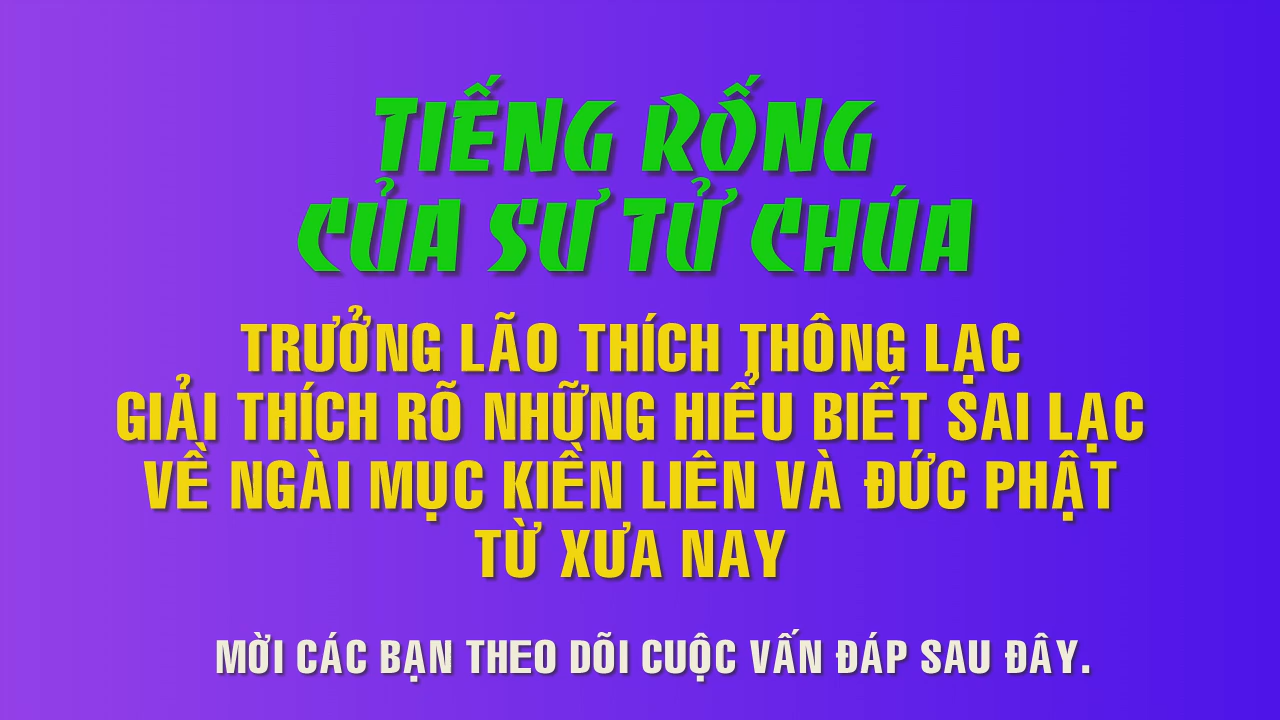 TIẾNG RỐNG
CỦA SƯ TỬ CHÚA
TRƯỞNG LÃO THÍCH THÔNG LẠC
GIẢI THÍCH RÕ NHỮNG HIỂU BIẾT SAI LẠC
VỀ NGÀI MỤC KIỀN LIÊN VÀ ĐỨC PHẬT
TỪ XƯA NAY
MỜI CÁC BẠN THEO DÕI CUỘC VẤN ĐÁP SAU ĐÂY.